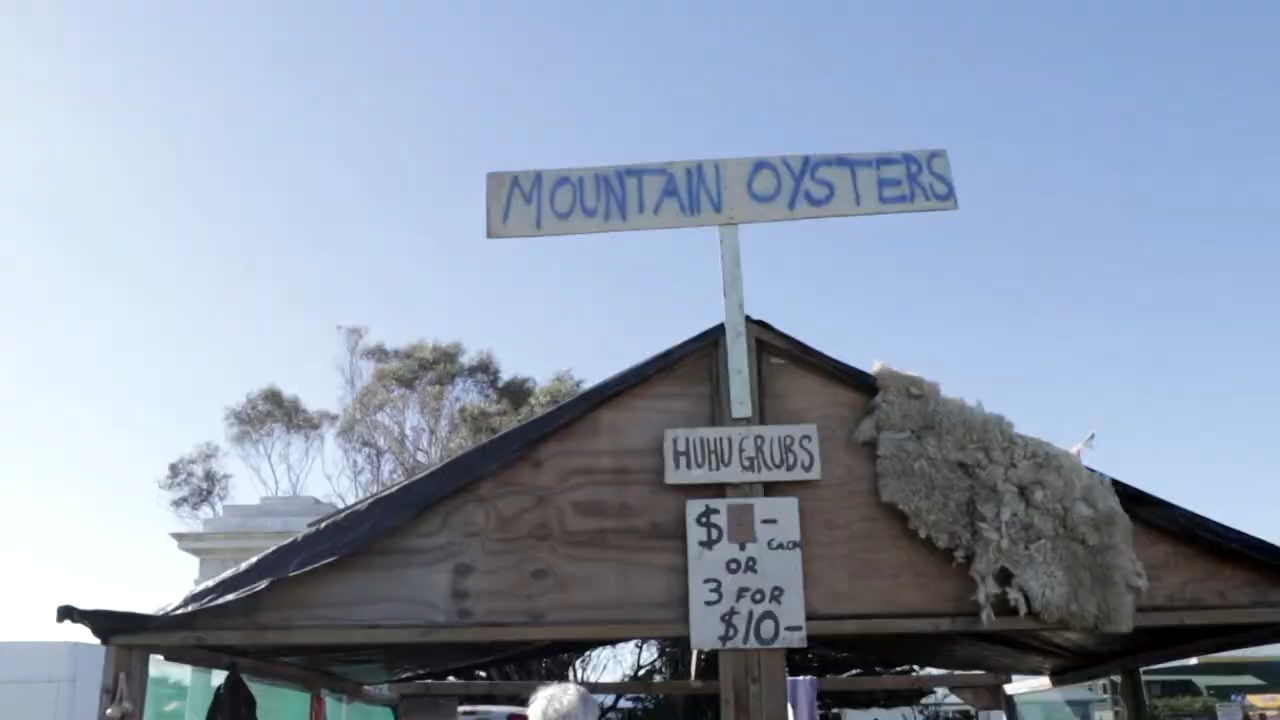 MOUNTAIN OYSTERS
HUHU GRUBS
$ - EACH
OR
3 FOR
$10-